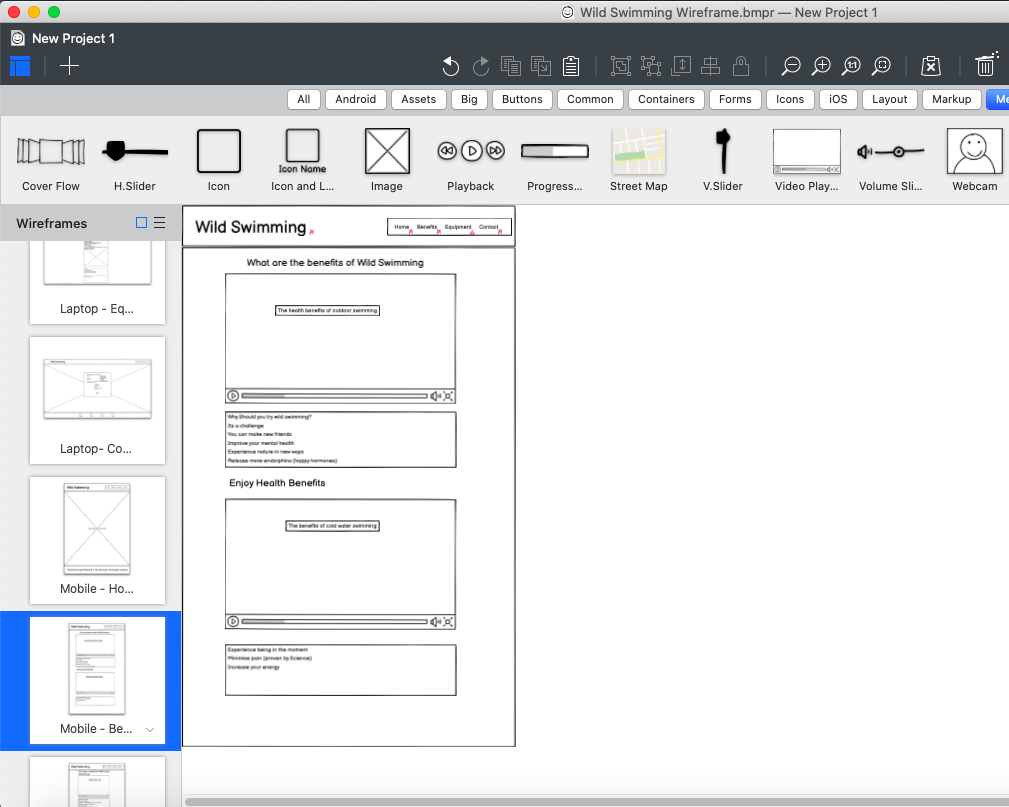 Wild Swimming Wireframe.bmpr — New Project 1
New Project 1
1:1
All Android Assets Big Buttons Common Containers Forms Icons iOS Layout Markup Me
Icon Name
Cover Flow H.Slider Icon Icon and L... Image Playback Progress... Street Map V.Slider Video Play... Volume Sli... Webcam
Wireframes
Laptop - Eq...
Laptop- Co...
Mobile - Ho...
Mobile - Be...
Wild Swimming
Home Benefits Equipment Contact
What are the benefits of Wild Swimming
The health benefits of outdoor swimming
Why Should you try wild swimming?
Its a challenge
You can make new friends
Improve your mental health
Experience nature in new ways
Release more endorphins (happy hormones)
Enjoy Health Benefits
The benefits of cold water swimming
Experience being in the moment
Minimise pain (proven by Science)
Increase your energy